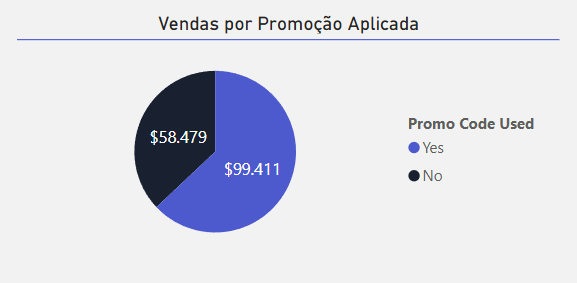 Vendas por Promoção Aplicada
$58.479
$99.411
Promo Code Used
Yes
No